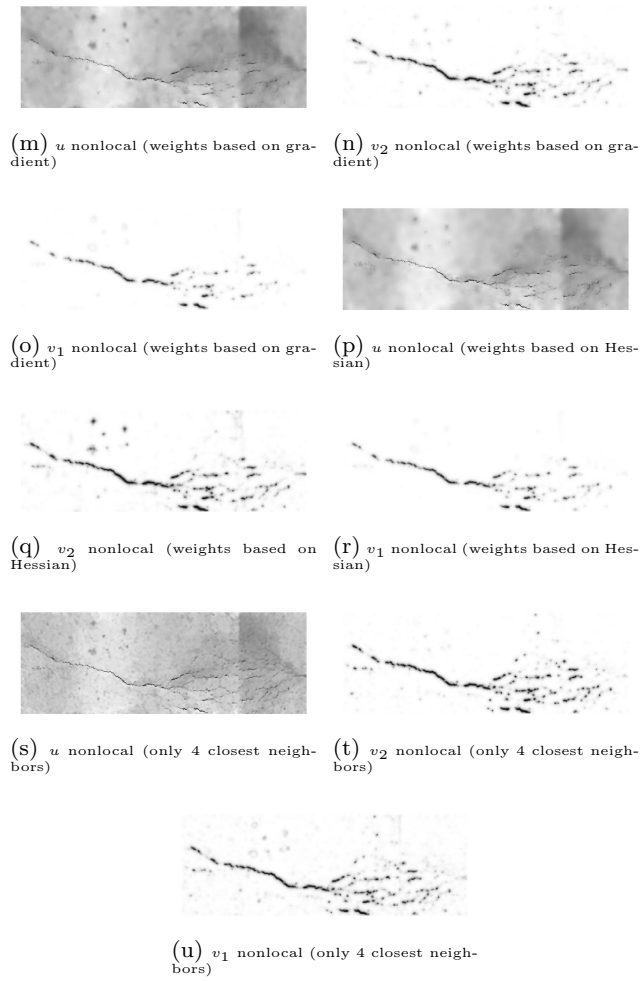 (m) u nonlocal (weights based on gra-
dient)
(n) v2 nonlocal (weights based on gra-
dient)
(o) v1 nonlocal (weights based on gra-
dient)
(p) u nonlocal (weights based on Hes-
sian)
(q) v2 nonlocal (weights based on
Hessian)
(r) v1 nonlocal (weights based on Hes-
sian)
(s) u nonlocal (only 4 closest neigh-
bors)
(t) v2 nonlocal (only 4 closest neigh-
bors)
(u) v1 nonlocal (only 4 closest neigh-
bors)